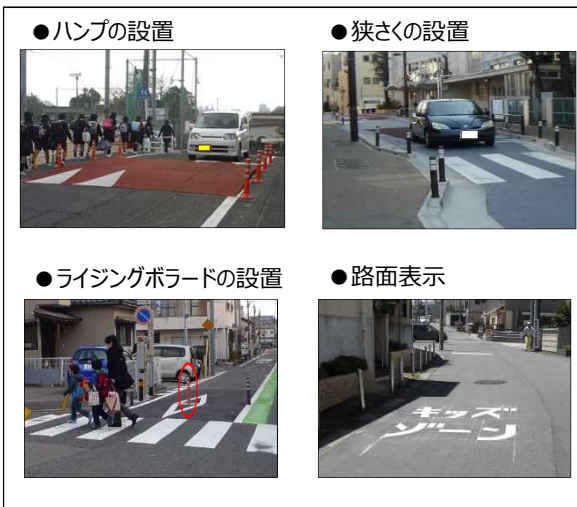 ●ハンプの設置
●狭さくの設置
●ライジングボラードの設置
●路面表示
キッズ
ゾーン